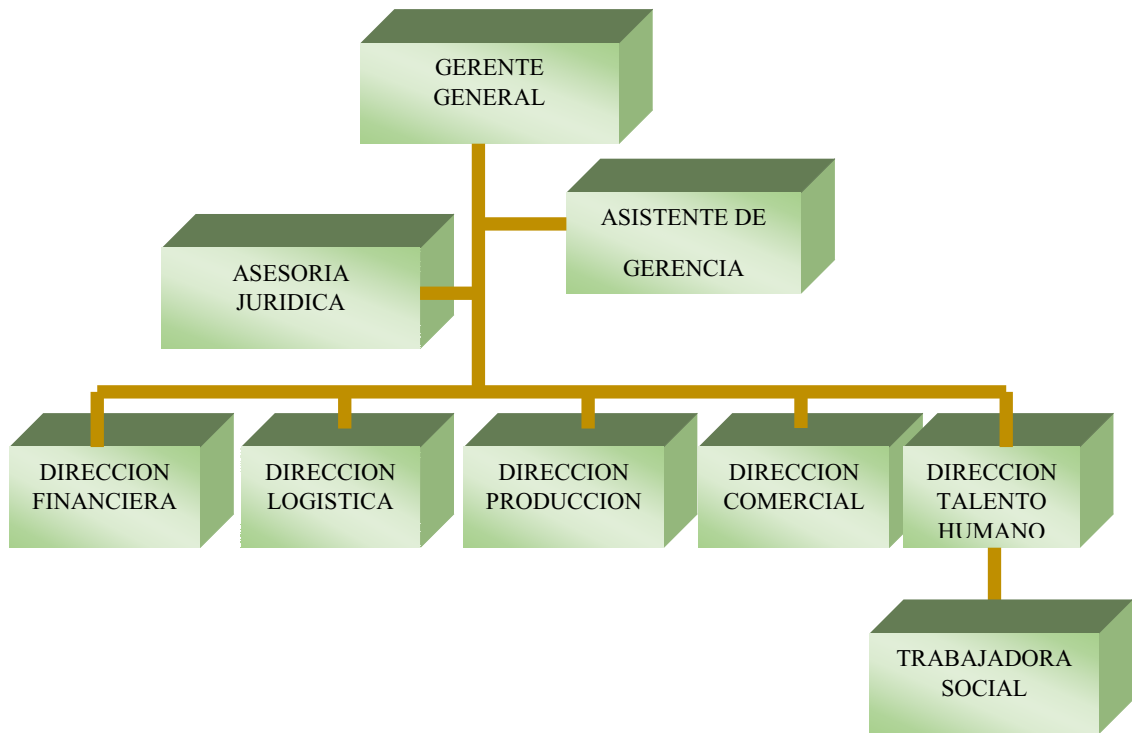 GERENTE
GENERAL
ASISTENTE DE
GERENCIA
ASESORIA
JURIDICA
DIRECCION
FINANCIERA
DIRECCION
LOGISTICA
DIRECCION
PRODUCCION
DIRECCION
COMERCIAL
DIRECCION
TALENTO
HUMANO
TRABAJADORA
SOCIAL